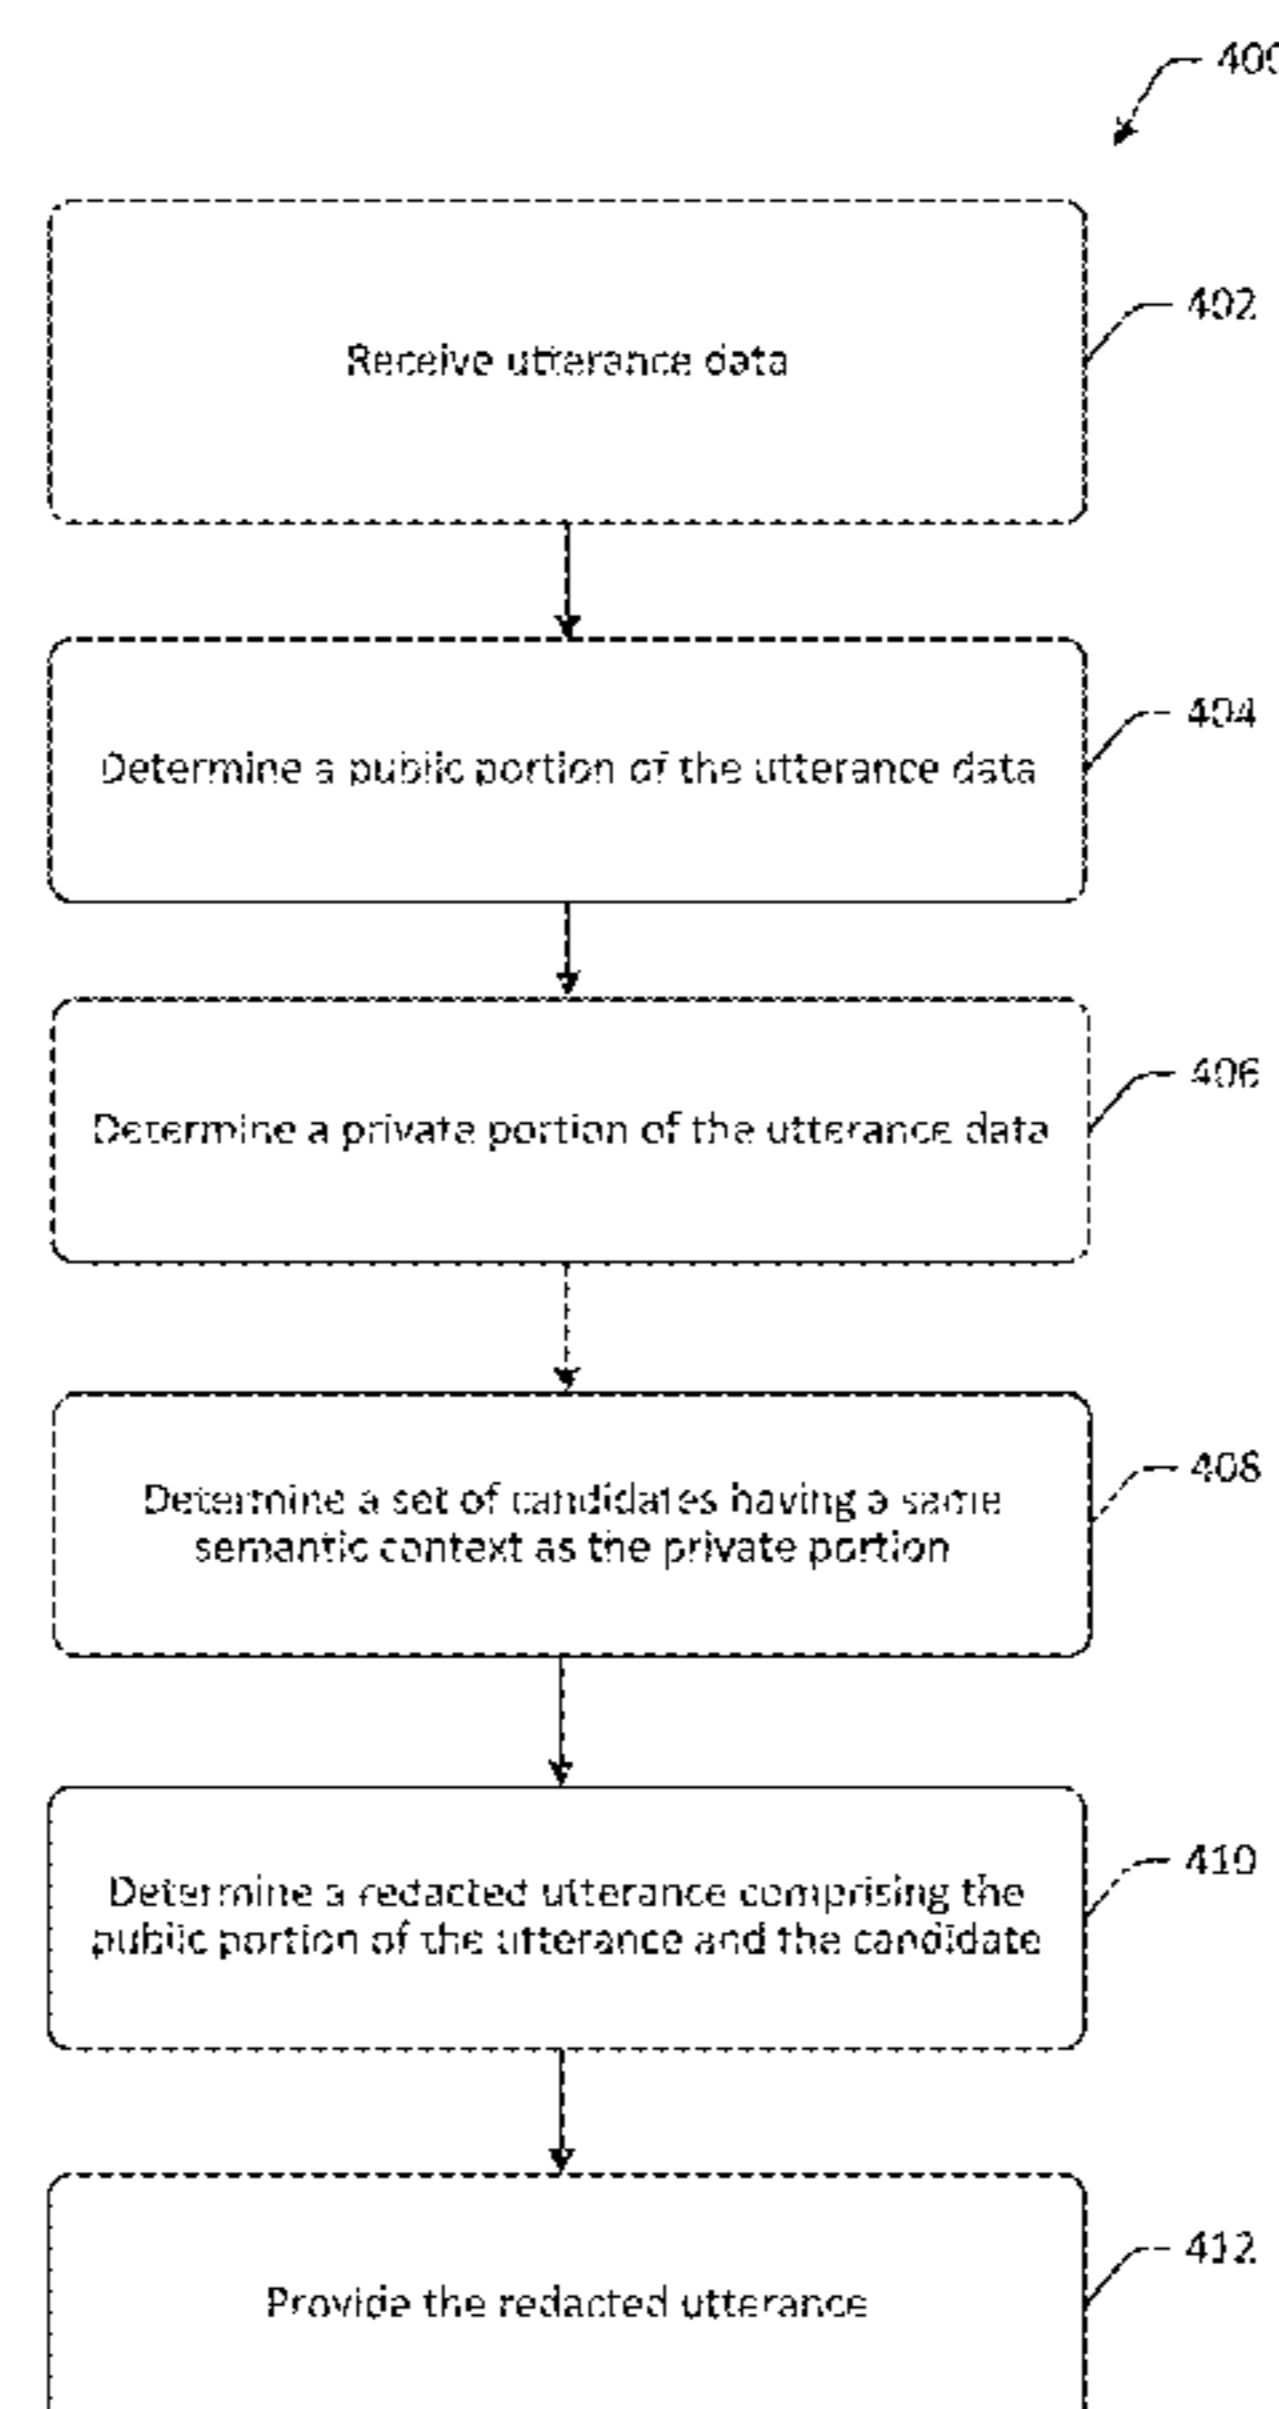 400
Receive utterance data
402
Determine a public portion of the utterance data
404
Determine a private portion of the utterance data
406
Determine a set of candidates having a same
semantic context as the private portion
408
Determine a redacted utterance comprising the
public portion of the utterance and the candidate
410
Provide the redacted utterance
412